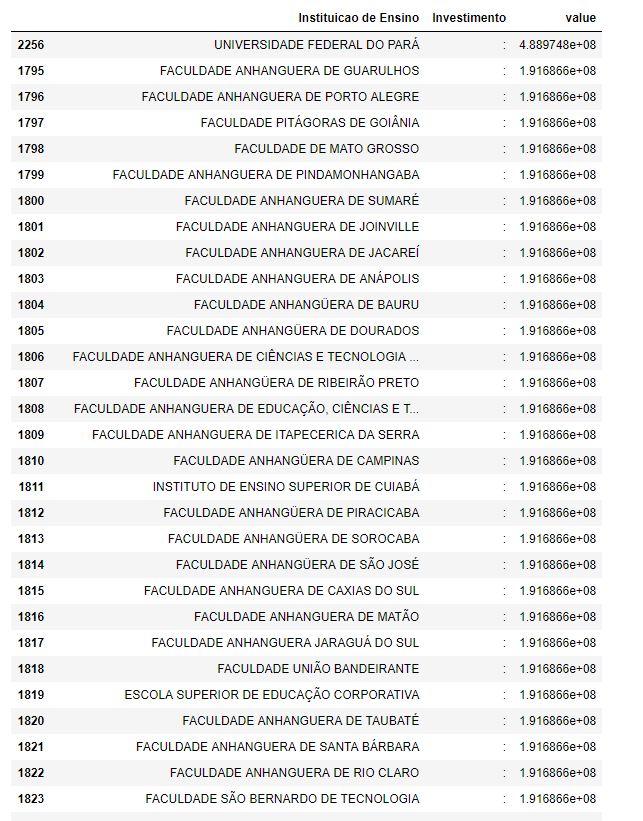 Instituicao de Ensino Investimento value
2256 UNIVERSIDADE FEDERAL DO PARÁ : 4.889748e+08
1795 FACULDADE ANHANGUERA DE GUARULHOS : 1.916866e+08
1796 FACULDADE ANHANGUERA DE PORTO ALEGRE : 1.916866e+08
1797 FACULDADE PITÁGORAS DE GOIÂNIA : 1.916866e+08
1798 FACULDADE DE MATO GROSSO : 1.916866e+08
1799 FACULDADE ANHANGUERA DE PINDAMONHANGABA : 1.916866e+08
1800 FACULDADE ANHANGUERA DE SUMARÉ : 1.916866e+08
1801 FACULDADE ANHANGUERA DE JOINVILLE : 1.916866e+08
1802 FACULDADE ANHANGUERA DE JACAREÍ : 1.916866e+08
1803 FACULDADE ANHANGUERA DE ANÁPOLIS : 1.916866e+08
1804 FACULDADE ANHANGÜERA DE BAURU : 1.916866e+08
1805 FACULDADE ANHANGÜERA DE DOURADOS : 1.916866e+08
1806 FACULDADE ANHANGUERA DE CIÊNCIAS E TECNOLOGIA ... : 1.916866e+08
1807 FACULDADE ANHANGÜERA DE RIBEIRÃO PRETO : 1.916866e+08
1808 FACULDADE ANHANGUERA DE EDUCAÇÃO, CIÊNCIAS E T... : 1.916866e+08
1809 FACULDADE ANHANGUERA DE ITAPECERICA DA SERRA : 1.916866e+08
1810 FACULDADE ANHANGÜERA DE CAMPINAS : 1.916866e+08
1811 INSTITUTO DE ENSINO SUPERIOR DE CUIABÁ : 1.916866e+08
1812 FACULDADE ANHANGÜERA DE PIRACICABA : 1.916866e+08
1813 FACULDADE ANHANGÜERA DE SOROCABA : 1.916866e+08
1814 FACULDADE ANHANGÜERA DE SÃO JOSÉ : 1.916866e+08
1815 FACULDADE ANHANGUERA DE CAXIAS DO SUL : 1.916866e+08
1816 FACULDADE ANHANGUERA DE MATÃO : 1.916866e+08
1817 FACULDADE ANHANGUERA JARAGUÁ DO SUL : 1.916866e+08
1818 FACULDADE UNIÃO BANDEIRANTE : 1.916866e+08
1819 ESCOLA SUPERIOR DE EDUCAÇÃO CORPORATIVA : 1.916866e+08
1820 FACULDADE ANHANGUERA DE TAUBATÉ : 1.916866e+08
1821 FACULDADE ANHANGUERA DE SANTA BÁRBARA : 1.916866e+08
1822 FACULDADE ANHANGUERA DE RIO CLARO : 1.916866e+08
1823 FACULDADE SÃO BERNARDO DE TECNOLOGIA : 1.916866e+08